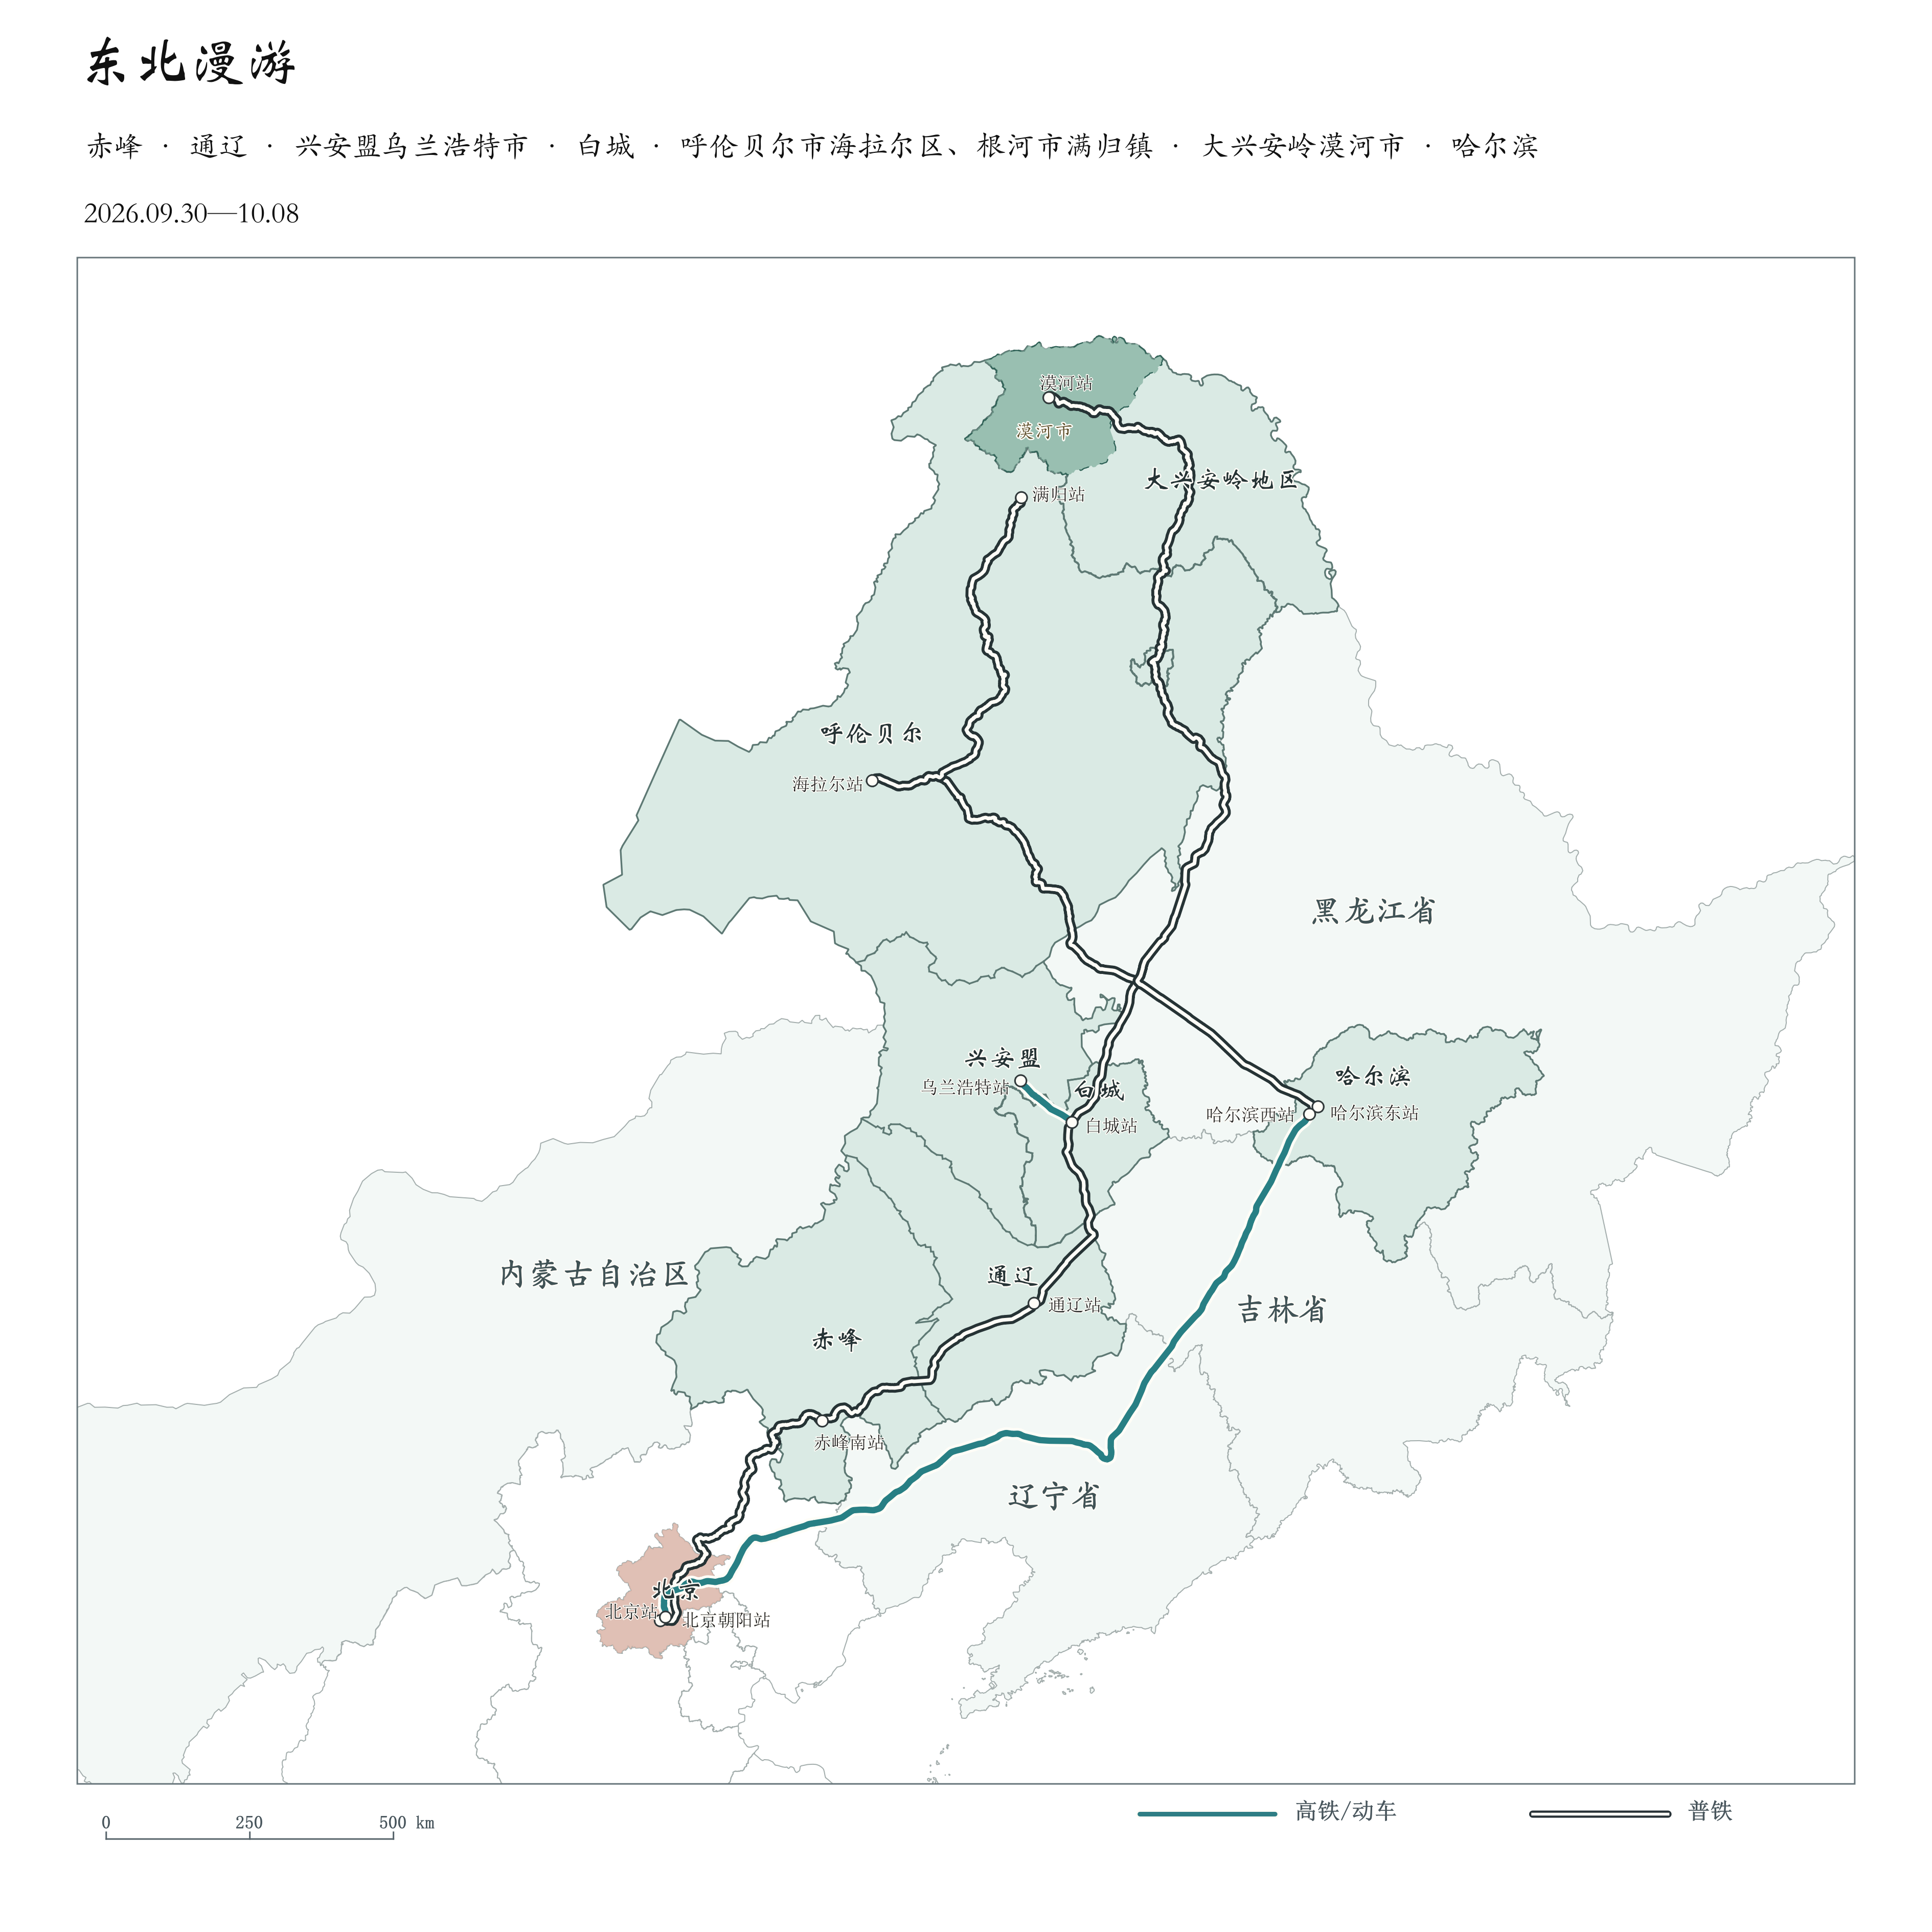 东北漫游
赤峰 · 通辽 · 兴安盟乌兰浩特市 · 白城 · 呼伦贝尔市海拉尔区、根河市满归镇 · 大兴安岭漠河市 · 哈尔滨
2026.09.30—10.08
漠河站
漠河市
大兴安岭地区
满归站
呼伦贝尔
海拉尔站
黑龙江省
兴安盟
乌兰浩特站
白城
白城站
哈尔滨
哈尔滨西站
哈尔滨东站
内蒙古自治区
通辽
通辽站
吉林省
赤峰
赤峰南站
辽宁省
北京
北京站
北京朝阳站
0 250 500 km
高铁/动车
普铁